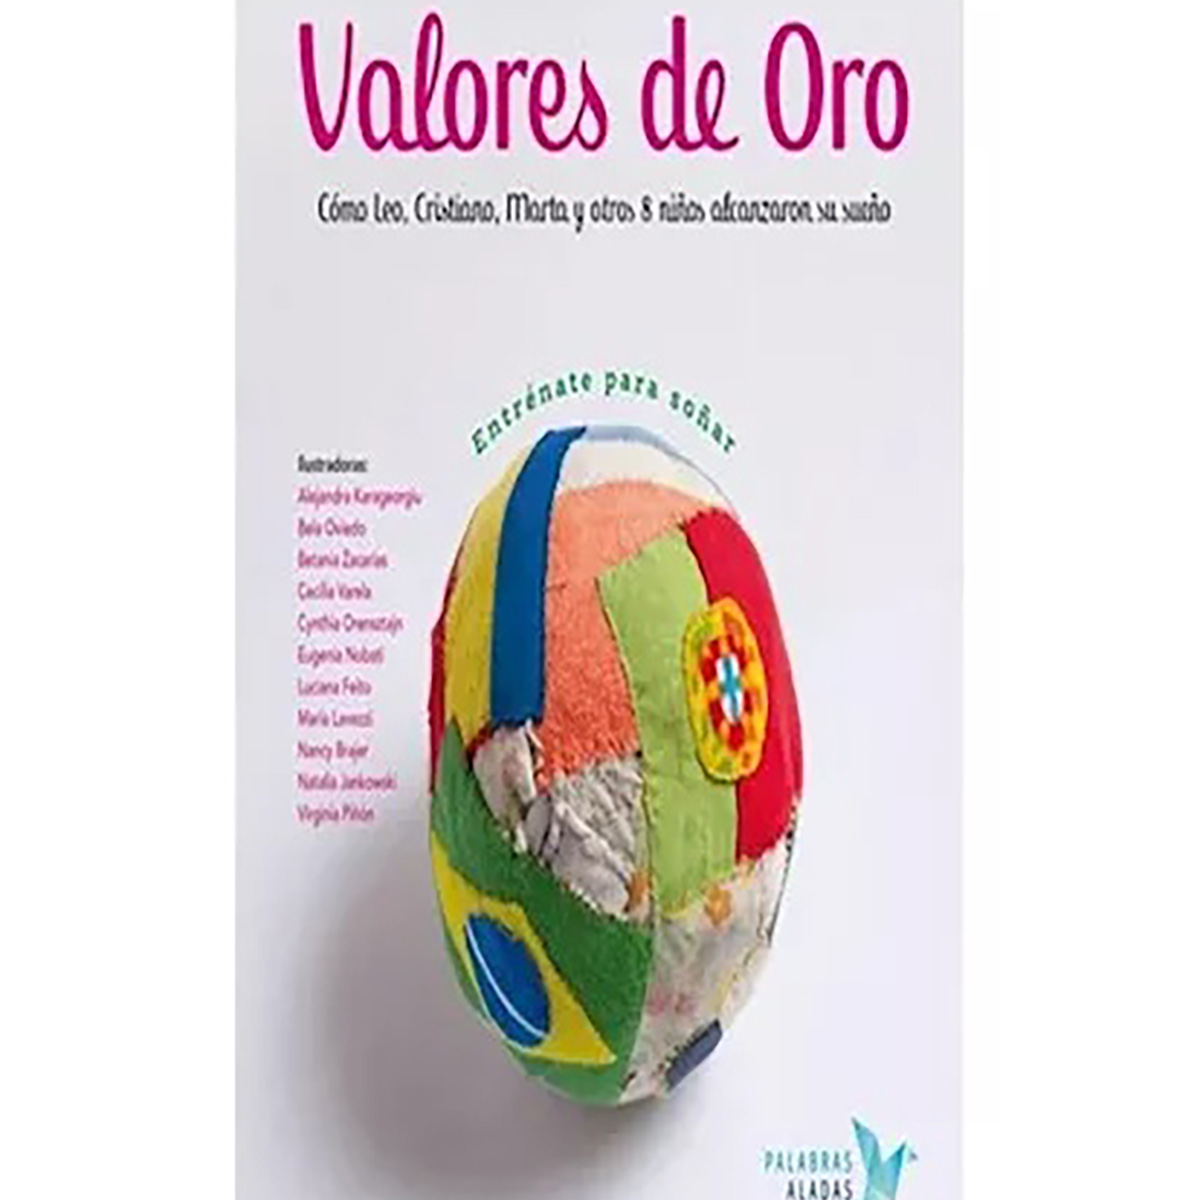 Valores de Oro
Cómo Leo, Cristiano, Marta y otros 8 niños alcanzaron su sueño
Entrénate para soñar
Ilustradoras:
Alejandra Karageorgiu
Bela Oviedo
Betania Zacarias
Cecilia Varela
Cynthia Orensztajn
Eugenia Nobati
Luciana Feito
María Lavezzi
Nancy Brajer
Natalia Jankowski
Virginia Piñón
PALABRAS
ALADAS